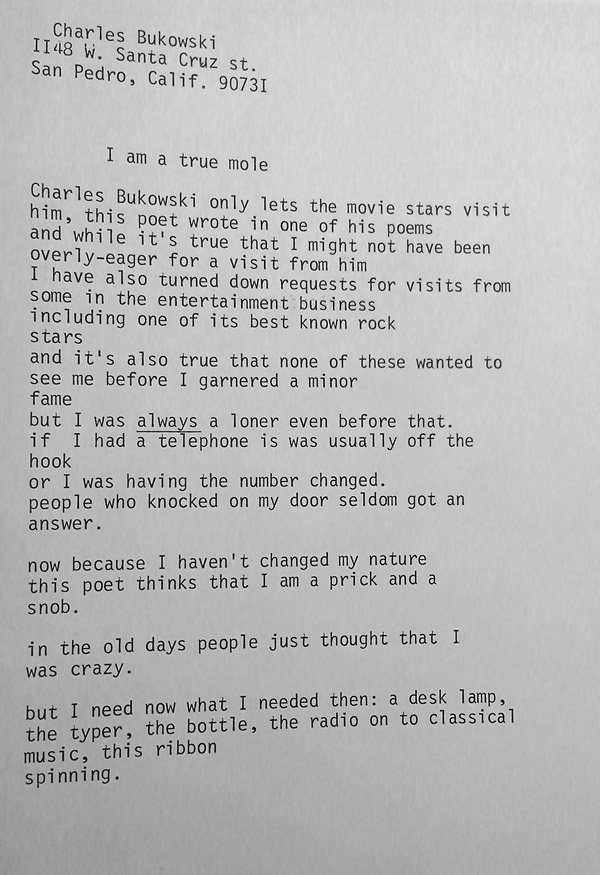 Charles Bukowski
II48 W. Santa Cruz st.
San Pedro, Calif. 9073I
I am a true mole
Charles Bukowski only lets the movie stars visit
him, this poet wrote in one of his poems
and while it's true that I might not have been
overly-eager for a visit from him
I have also turned down requests for visits from
some in the entertainment business
including one of its best known rock
stars
and it's also true that none of these wanted to
see me before I garnered a minor
fame
but I was always a loner even before that.
if  I had a telephone is was usually off the
hook
or I was having the number changed.
people who knocked on my door seldom got an
answer.
now because I haven't changed my nature
this poet thinks that I am a prick and a
snob.
in the old days people just thought that I
was crazy.
but I need now what I needed then: a desk lamp,
the typer, the bottle, the radio on to classical
music, this ribbon
spinning.